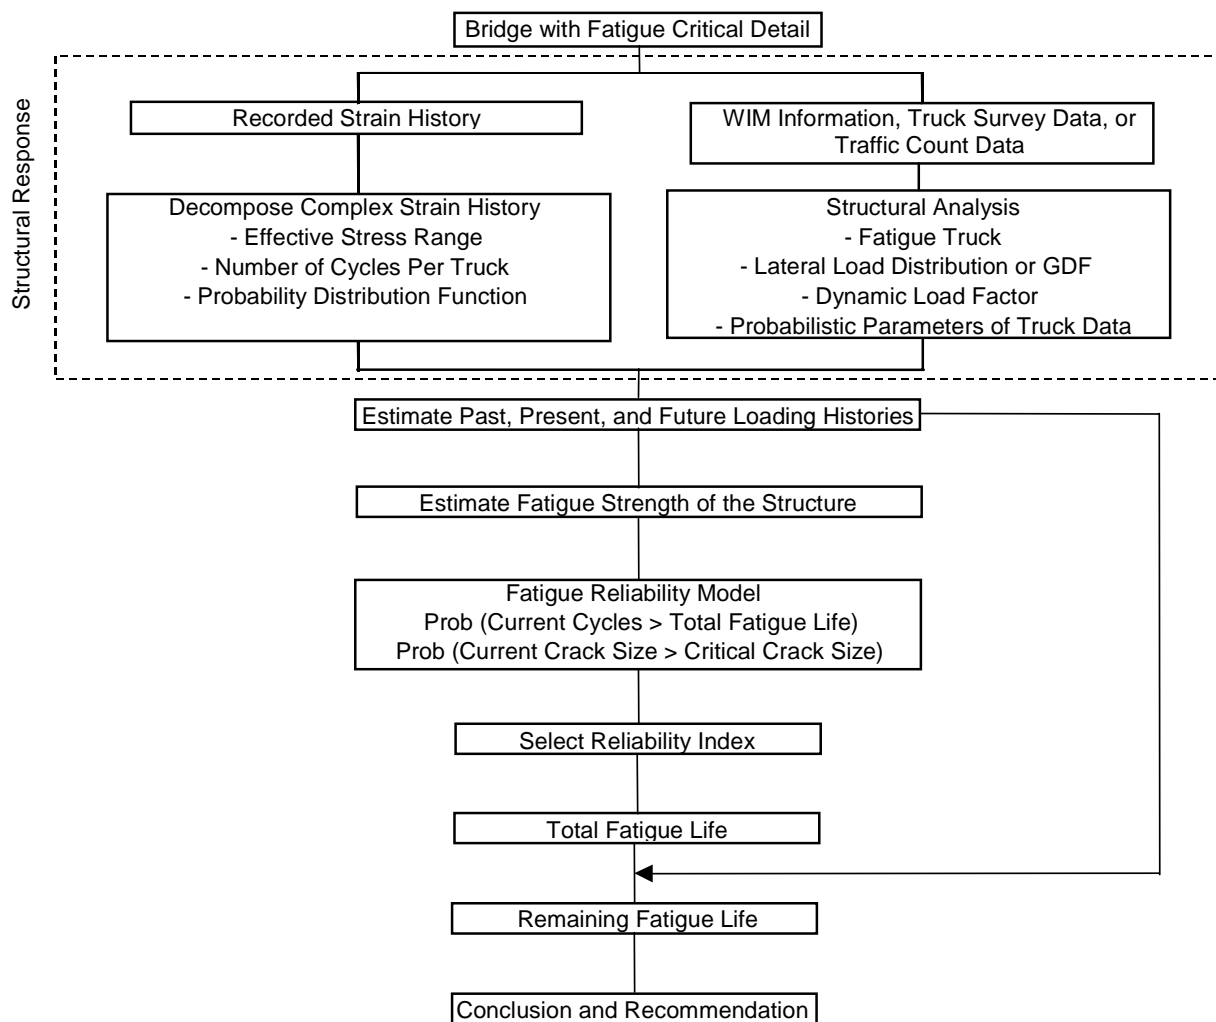 Bridge with Fatigue Critical Detail
Structural Response
Recorded Strain History
WIM Information, Truck Survey Data, or
Traffic Count Data
Decompose Complex Strain History
- Effective Stress Range
- Number of Cycles Per Truck
- Probability Distribution Function
Structural Analysis
- Fatigue Truck
- Lateral Load Distribution or GDF
- Dynamic Load Factor
- Probabilistic Parameters of Truck Data
Estimate Past, Present, and Future Loading Histories
Estimate Fatigue Strength of the Structure
Fatigue Reliability Model
Prob (Current Cycles > Total Fatigue Life)
Prob (Current Crack Size > Critical Crack Size)
Select Reliability Index
Total Fatigue Life
Remaining Fatigue Life
Conclusion and Recommendation